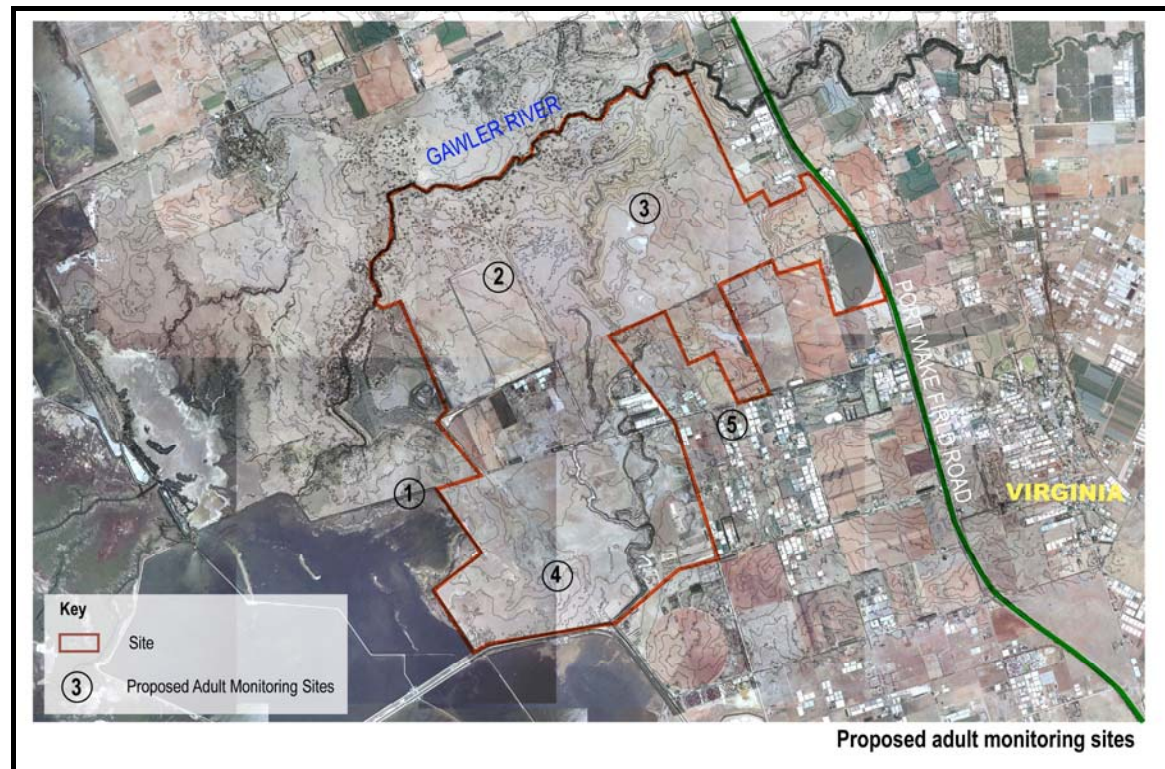 GAWLER RIVER
3
2
PORT WAKEFIELD ROAD
5
VIRGINIA
1
4
Key
Site
3 Proposed Adult Monitoring Sites
Proposed adult monitoring sites